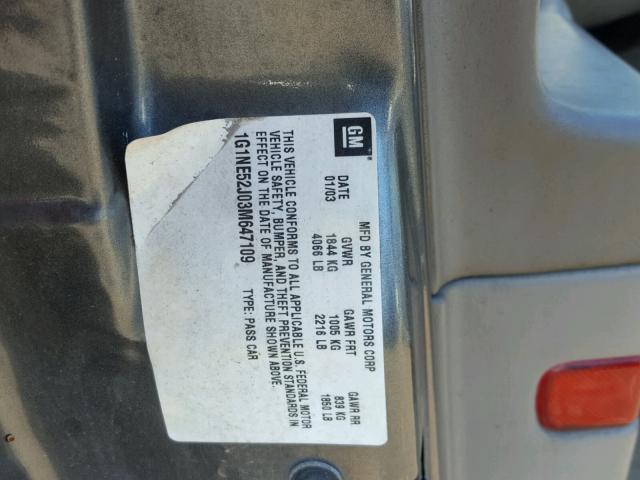 GM
MFD BY GENERAL MOTORS CORP
DATE GVWR GAWR FRT GAWR RR
01/03 1844 KG 1005 KG 839 KG
4066 LB 2216 LB 1850 LB
THIS VEHICLE CONFORMS TO ALL APPLICABLE U.S. FEDERAL MOTOR
VEHICLE SAFETY, BUMPER, AND THEFT PREVENTION STANDARDS IN
EFFECT ON THE DATE OF MANUFACTURE SHOWN ABOVE.
1G1NE52J03M647109 TYPE: PASS CAR